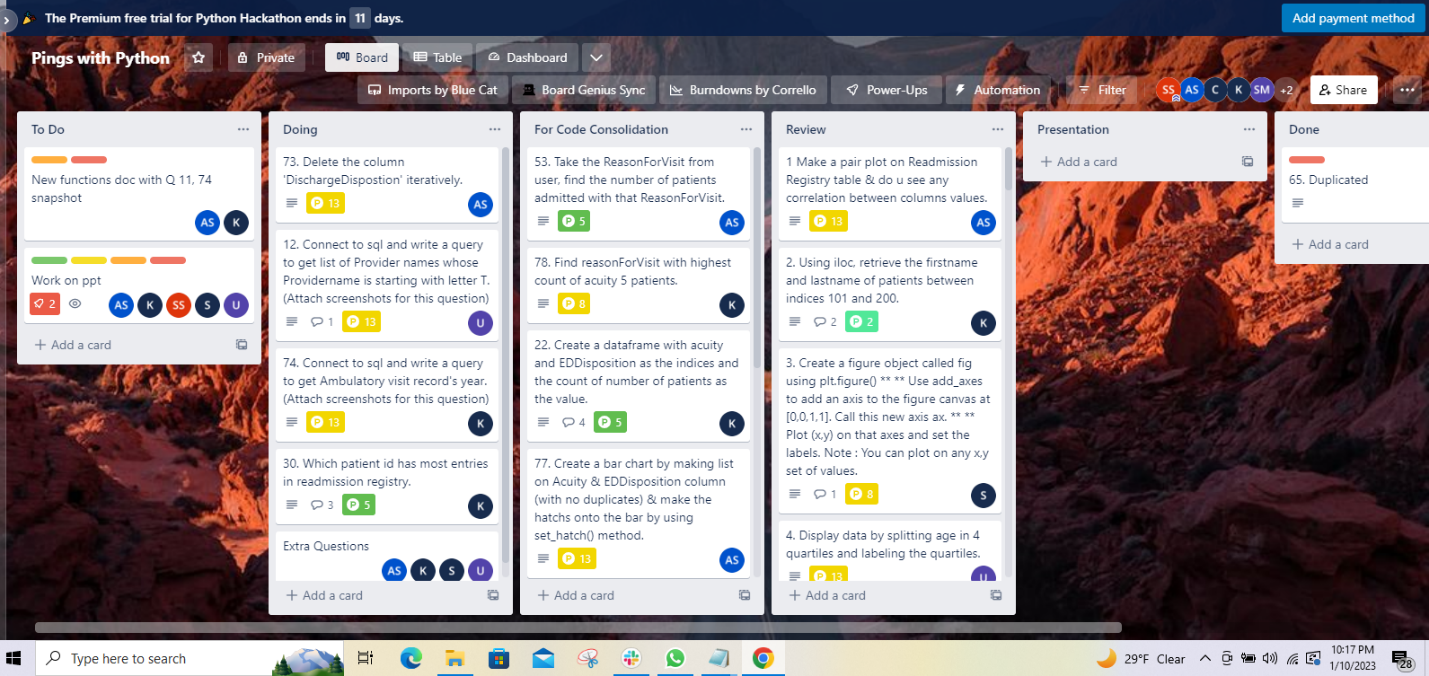 The Premium free trial for Python Hackathon ends in 11 days.
Add payment method
Pings with Python
Private
Board
Table
Dashboard
Imports by Blue Cat
Board Genius Sync
Burndowns by Corrello
Power-Ups
Automation
Filter
SS
AS
C
K
SM
+2
Share
To Do
New functions doc with Q 11, 74
snapshot
AS
K
Work on ppt
2
AS
K
SS
S
U
+ Add a card
Doing
73. Delete the column
'DischargeDispostion' iteratively.
P 13
AS
12. Connect to sql and write a query
to get list of Provider names whose
Providername is starting with letter T.
(Attach screenshots for this question)
1
P 13
U
74. Connect to sql and write a query
to get Ambulatory visit record's year.
(Attach screenshots for this question)
P 13
K
30. Which patient id has most entries
in readmission registry.
3
P 5
K
Extra Questions
AS
K
S
U
+ Add a card
For Code Consolidation
53. Take the ReasonForVisit from
user, find the number of patients
admitted with that ReasonForVisit.
P 5
AS
78. Find reasonForVisit with highest
count of acuity 5 patients.
P 8
K
22. Create a dataframe with acuity
and EDDisposition as the indices and
the count of number of patients as
the value.
4
P 5
K
77. Create a bar chart by making list
on Acuity & EDDisposition column
(with no duplicates) & make the
hatchs onto the bar by using
set_hatch() method.
P 13
AS
+ Add a card
Review
1 Make a pair plot on Readmission
Registry table & do u see any
correlation between columns values.
P 13
AS
2. Using iloc, retrieve the firstname
and lastname of patients between
indices 101 and 200.
2
P 2
K
3. Create a figure object called fig
using plt.figure() ** ** Use add_axes
to add an axis to the figure canvas at
[0,0,1,1]. Call this new axis ax. ** **
Plot (x,y) on that axes and set the
labels. Note : You can plot on any x,y
set of values.
1
P 8
S
4. Display data by splitting age in 4
quartiles and labeling the quartiles.
P 13
U
+ Add a card
Presentation
+ Add a card
Done
65. Duplicated
+ Add a card
Type here to search
29°F Clear
10:17 PM
1/10/2023
28